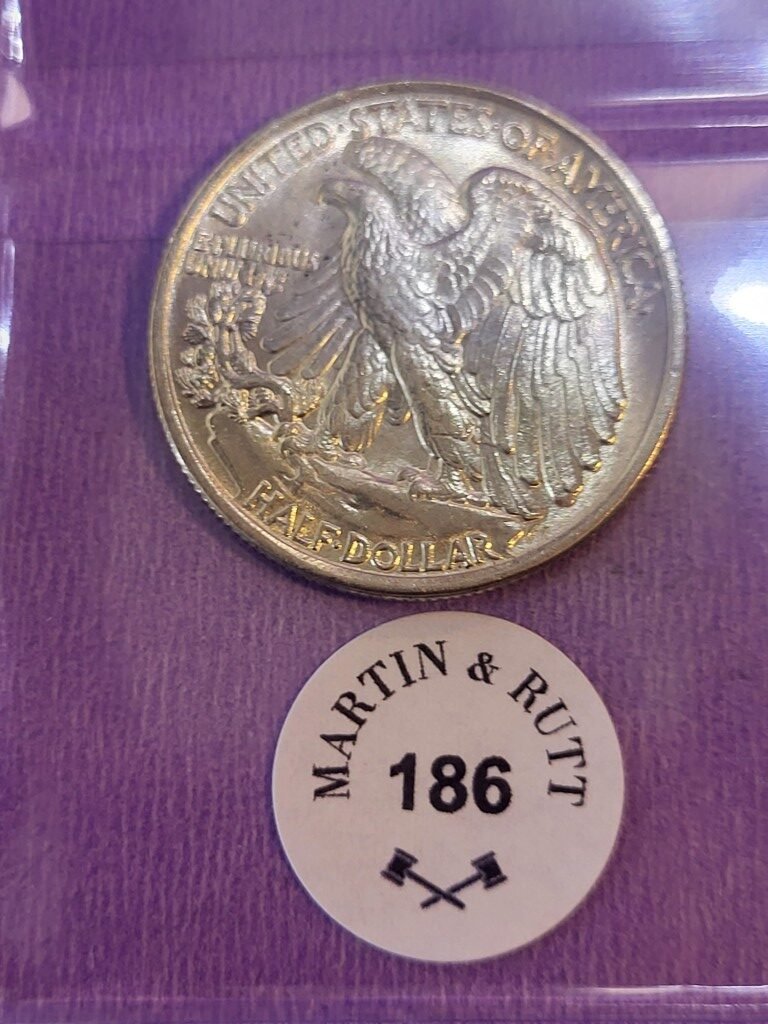 UNITED·STATES·OF·AMERICA
E·PLURIBUS
UNUM
HALF·DOLLAR
MARTIN & RUTT
186